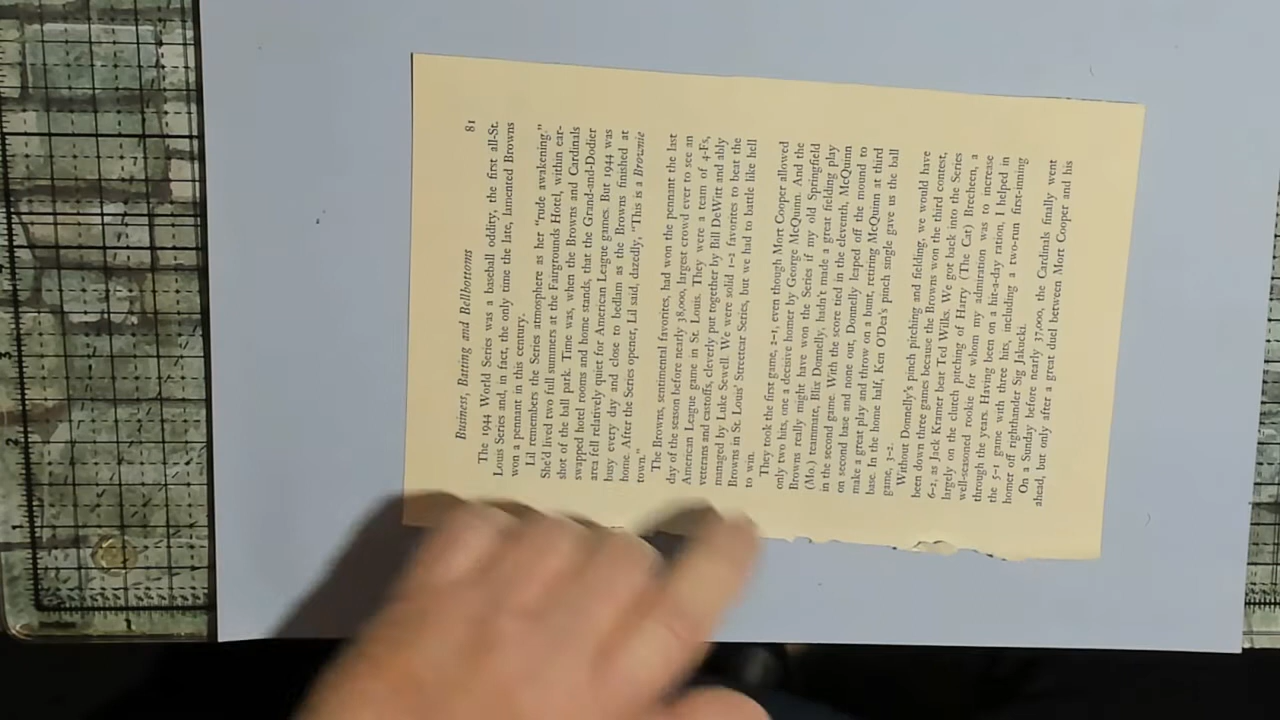 Business, Batting and Bellbottoms 81
The 1944 World Series was a baseball oddity, the first all-St.
Louis Series and, in fact, the only time the late, lamented Browns
won a pennant in this century.
Lil remembers the Series atmosphere as her "rude awakening."
She'd lived two full summers at the Fairgrounds Hotel, within ear-
shot of the ball park. Time was, when the Browns and Cardinals
swapped hotel rooms and home stands, that the Grand-and-Dodier
area fell relatively quiet for American League games. But 1944 was
busy every day and close to bedlam as the Browns finished at
home. After the Series opener, Lil said, dazedly, "This is a Brownie
town."
The Browns, sentimental favorites, had won the pennant the last
day of the season before nearly 38,000, largest crowd ever to see an
American League game in St. Louis. They were a team of 4-Fs,
veterans and castoffs, cleverly put together by Bill DeWitt and ably
managed by Luke Sewell. We were solid 1-2 favorites to beat the
Browns in St. Louis' Streetcar Series, but we had to battle like hell
to win.
They took the first game, 2-1, even though Mort Cooper allowed
only two hits, one a decisive homer by George McQuinn. And the
Browns really might have won the Series if my old Springfield
(Mo.) teammate, Blix Donnelly, hadn't made a great fielding play
in the second game. With the score tied in the eleventh, McQuinn
on second base and none out, Donnelly leaped off the mound to
make a great play and throw on a bunt, retiring McQuinn at third
base. In the home half, Ken O'Dea's pinch single gave us the ball
game, 3-2.
Without Donnelly's pinch pitching and fielding, we would have
been down three games because the Browns won the third contest,
6-2, as Jack Kramer beat Ted Wilks. We got back into the Series
largely on the clutch pitching of Harry (The Cat) Brecheen, a
well-seasoned rookie for whom my admiration was to increase
through the years. Having been on a hit-a-day ration, I helped in
the 5-1 game with three hits, including a two-run first-inning
homer off righthander Sig Jakucki.
On a Sunday before nearly 37,000, the Cardinals finally went
ahead, but only after a great duel between Mort Cooper and his
1
2
3